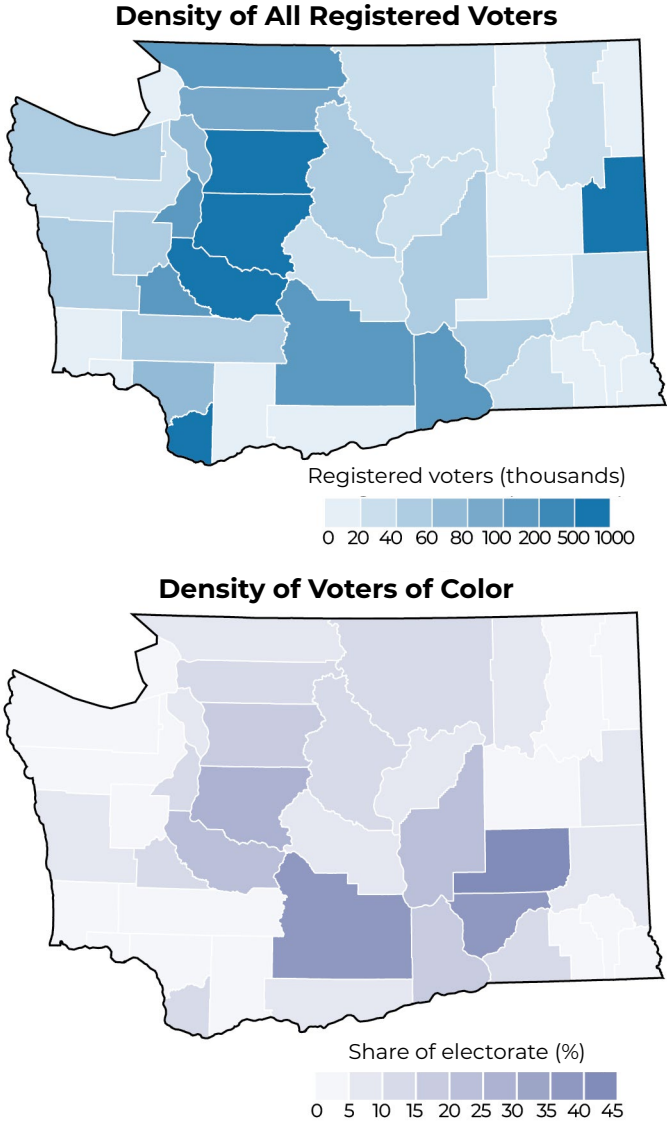 Density of All Registered Voters
Registered voters (thousands)
0 20 40 60 80 100 200 500 1000
Density of Voters of Color
Share of electorate (%)
0 5 10 15 20 25 30 35 40 45